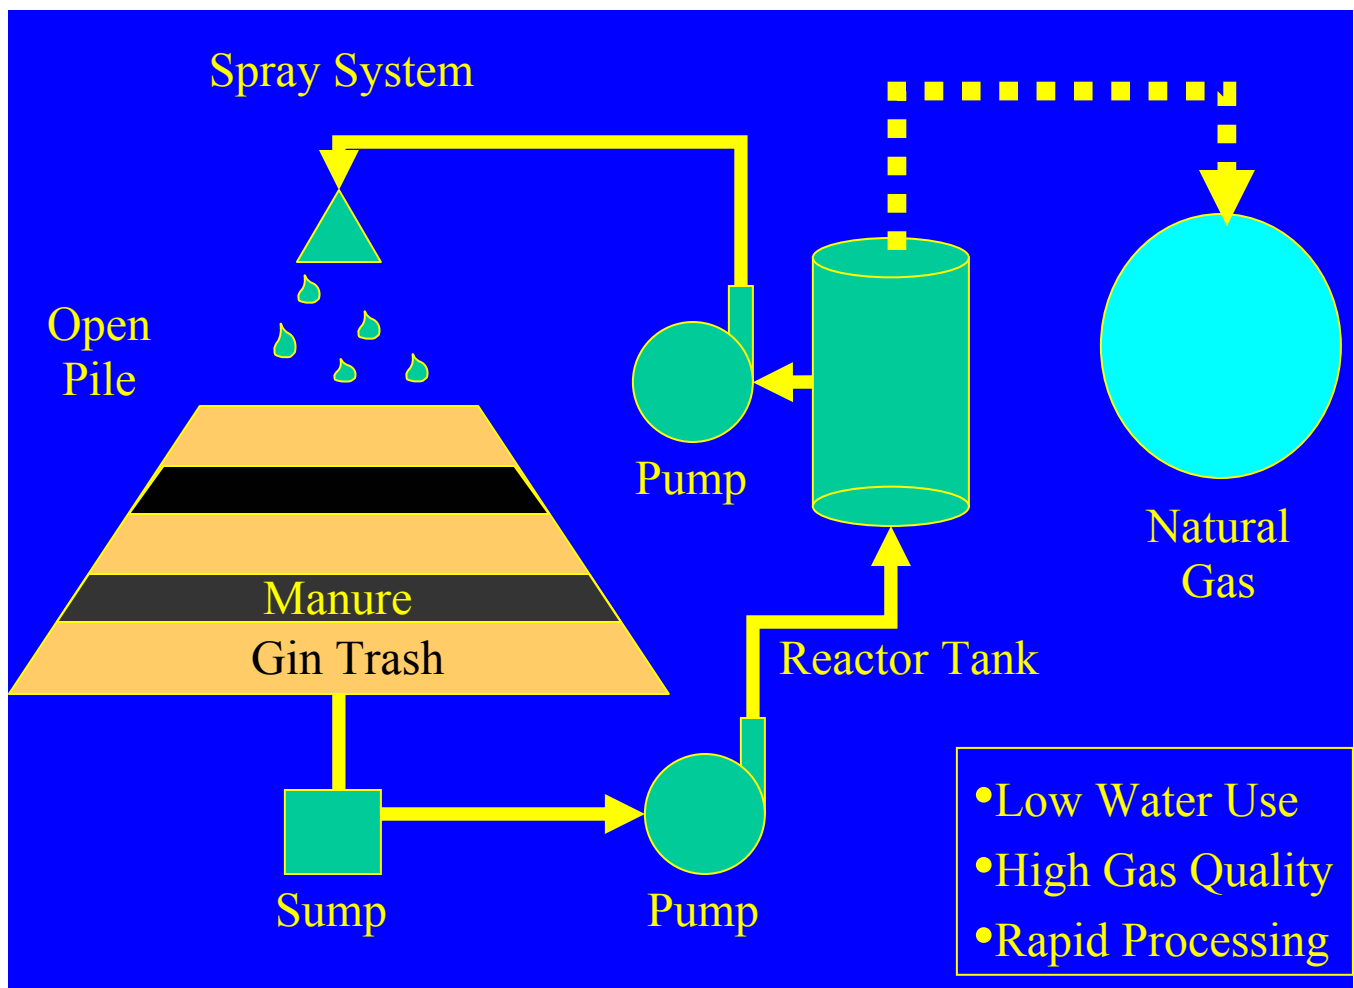 Spray System
Open
Pile
Pump
Natural
Gas
Manure
Gin Trash
Reactor Tank
Sump
Pump
•Low Water Use
•High Gas Quality
•Rapid Processing